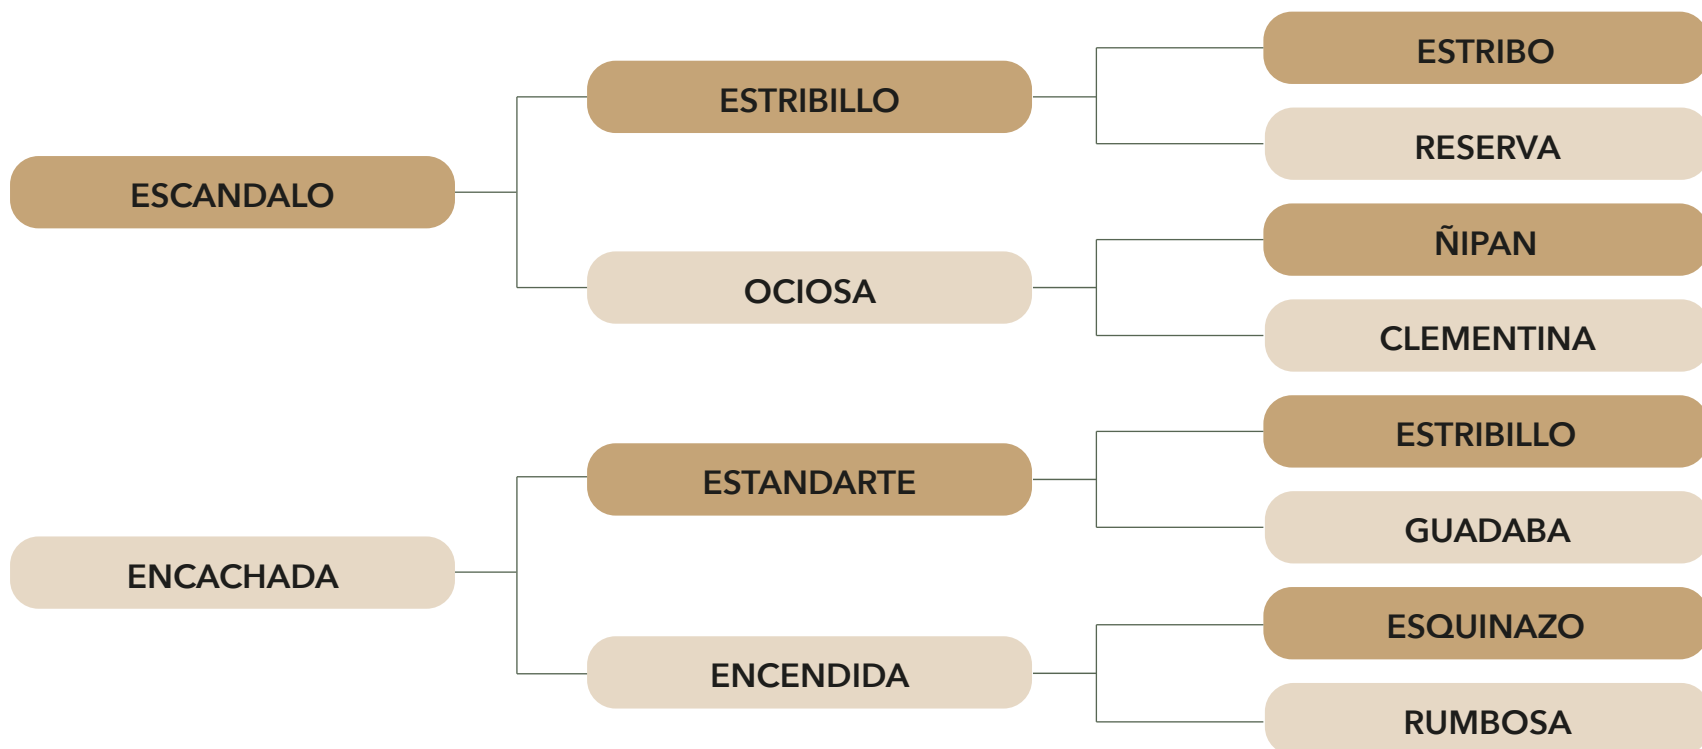 ESCANDALO
ESTRIBILLO
ESTRIBO
RESERVA
OCIOSA
ÑIPAN
CLEMENTINA
ENCACHADA
ESTANDARTE
ESTRIBILLO
GUADABA
ENCENDIDA
ESQUINAZO
RUMBOSA